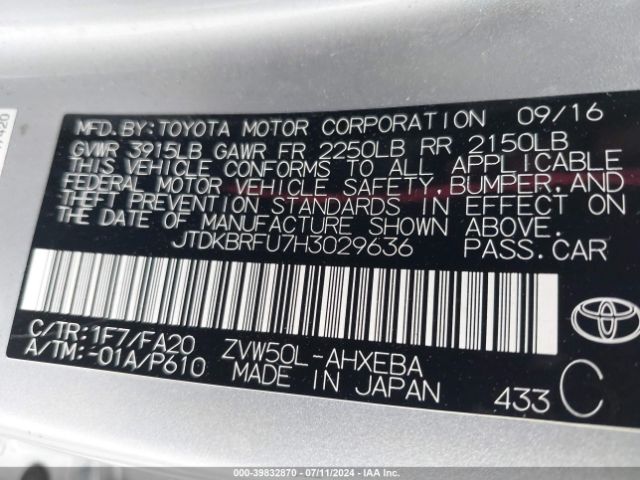 7420
MFD.BY:TOYOTA MOTOR CORPORATION 09/16
GVWR 3915LB GAWR FR 2250LB RR 2150LB
THIS VEHICLE CONFORMS TO ALL APPLICABLE
FEDERAL MOTOR VEHICLE SAFETY,BUMPER,AND
THEFT PREVENTION STANDARDS IN EFFECT ON
THE DATE OF MANUFACTURE SHOWN ABOVE.
JTDKBRFU7H3029636 PASS.CAR
C/TR:1F7/FA20 ZVW50L-AHXEBA
A/TM:-01A/P610 MADE IN JAPAN
433 C
TOYOTA
000-39832870 - 07/11/2024 - IAA Inc.